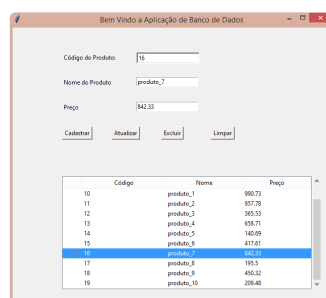 Bem Vindo a Aplicação de Banco de Dados
Código do Produto: 16
Nome do Produto produto_7
Preço 842.33
Cadastrar Atualizar Excluir Limpar
Código Nome Preço
10 produto_1 990.73
11 produto_2 957.78
12 produto_3 365.53
13 produto_4 658.71
14 produto_5 140.69
15 produto_6 417.61
16 produto_7 842.33
17 produto_8 195.5
18 produto_9 450.32
19 produto_10 209.48